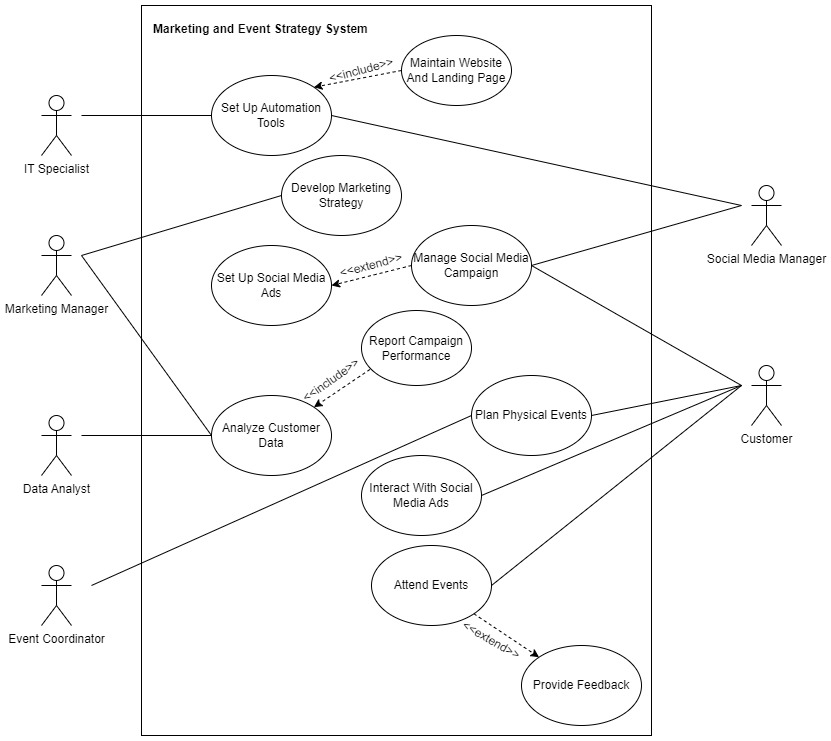 Marketing and Event Strategy System
Maintain Website
And Landing Page
<<include>>
Set Up Automation
Tools
IT Specialist
Develop Marketing
Strategy
Social Media Manager
Manage Social Media
Campaign
<<extend>>
Set Up Social Media
Ads
Marketing Manager
Report Campaign
Performance
<<include>>
Analyze Customer
Data
Plan Physical Events
Customer
Data Analyst
Interact With Social
Media Ads
Attend Events
Event Coordinator
<<extend>>
Provide Feedback